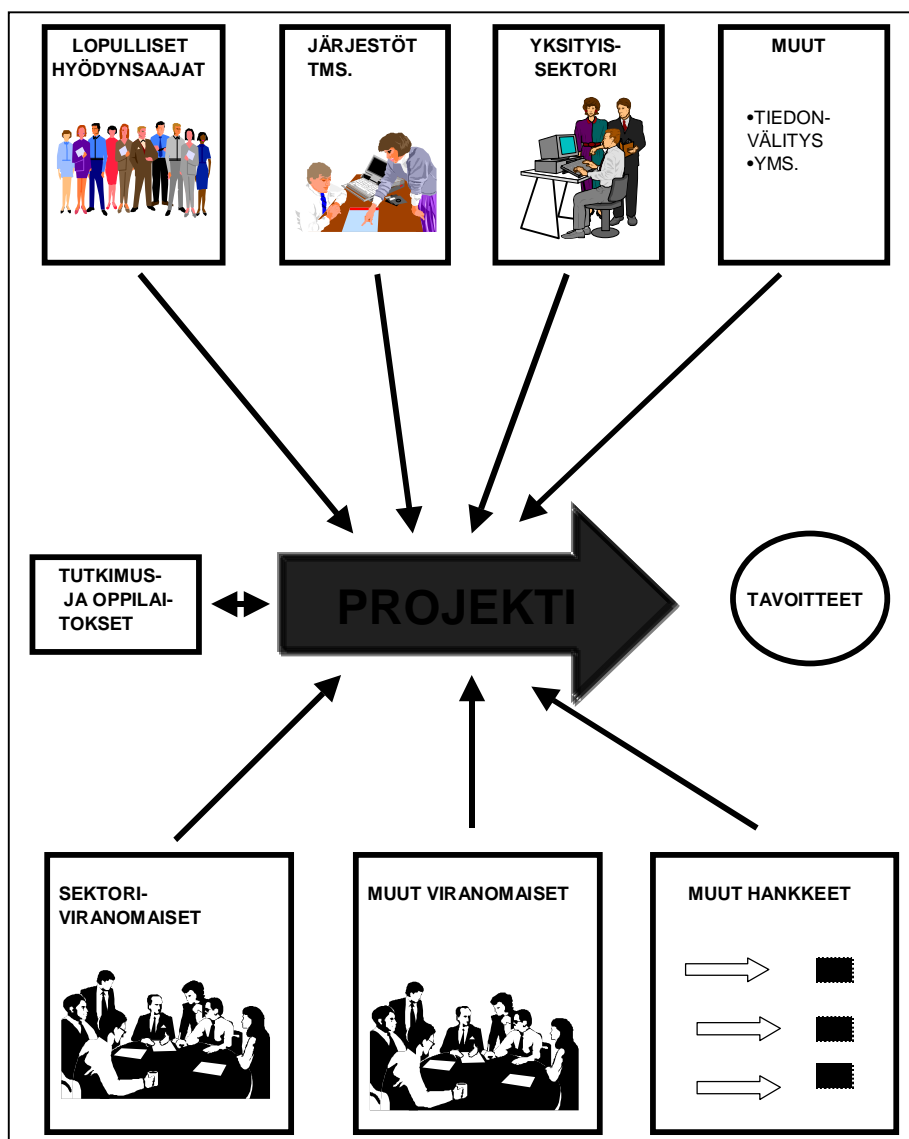 LOPULLISET
HYÖDYNSAAJAT
JÄRJESTÖT
TMS.
YKSITYIS-
SEKTORI
MUUT
•TIEDON-
VÄLITYS
•YMS.
TUTKIMUS-
JA OPPILAI-
TOKSET
PROJEKTI
TAVOITTEET
SEKTORI-
VIRANOMAISET
MUUT VIRANOMAISET
MUUT HANKKEET